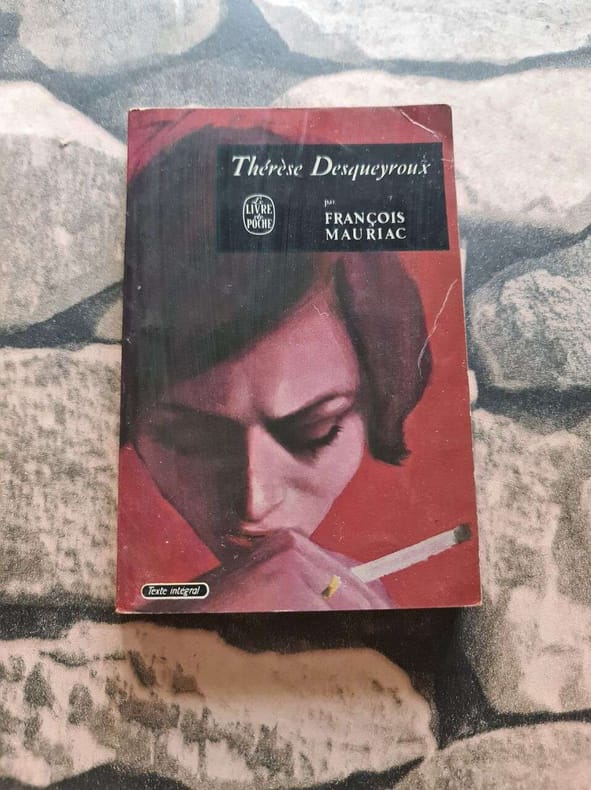 Thérèse Desqueyroux
par
FRANÇOIS
MAURIAC
Le
LIVRE
de
POCHE
Texte intégral